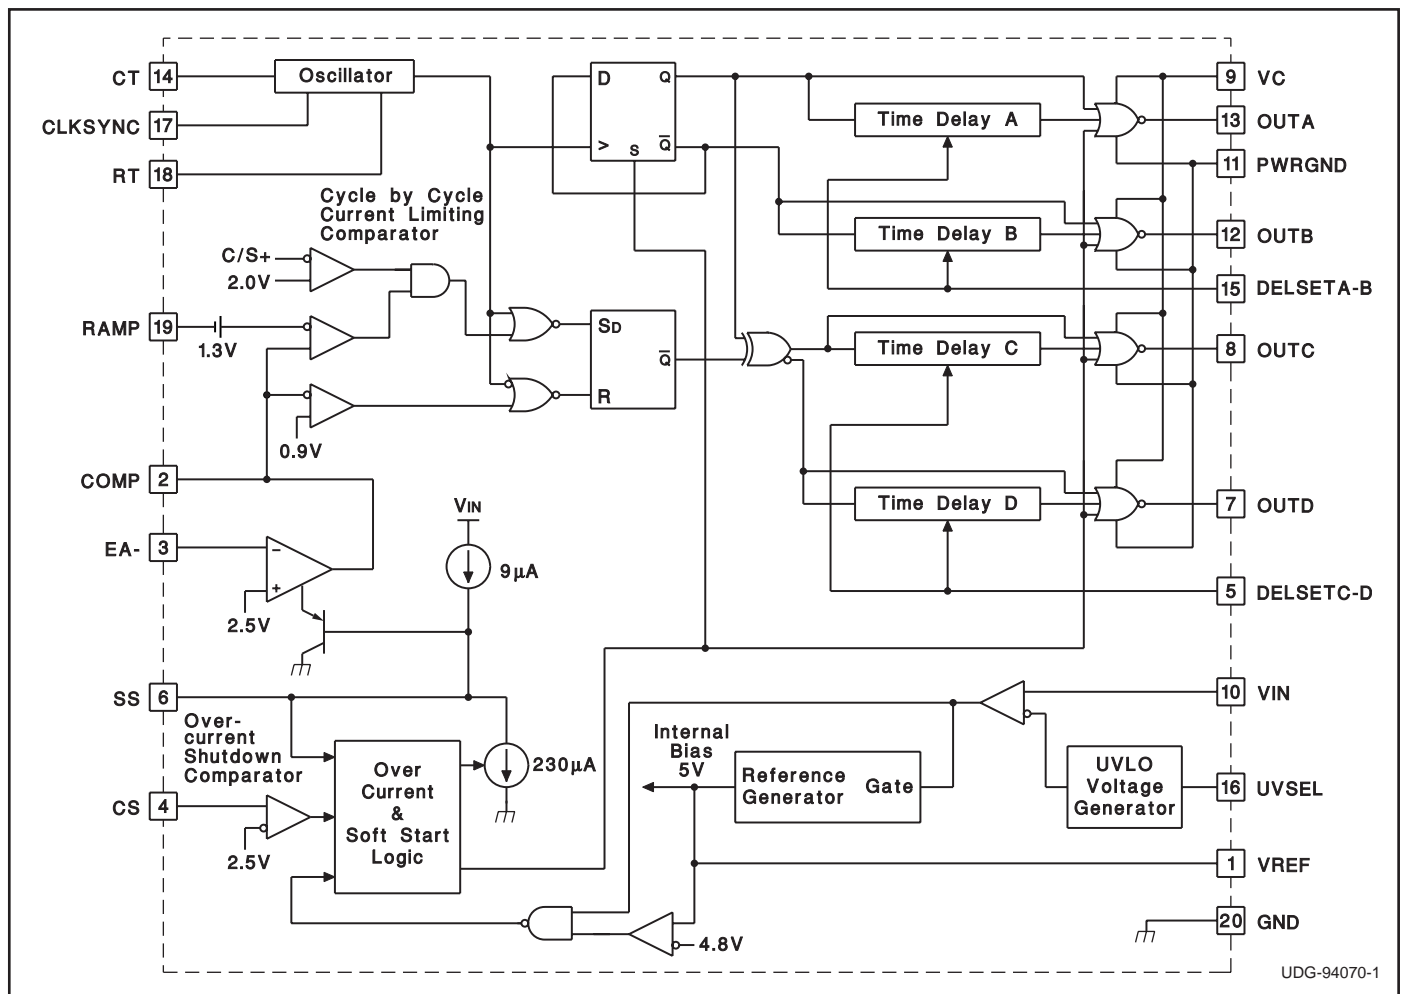 CT 14
Oscillator
CLKSYNC 17
RT 18
D Q
> S Q
Time Delay A
9 VC
13 OUTA
11 PWRGND
Cycle by Cycle
Current Limiting
Comparator
C/S+
2.0V
Time Delay B
12 OUTB
15 DELSETA-B
RAMP 19
1.3V
SD
Q
R
Time Delay C
8 OUTC
0.9V
COMP 2
EA- 3
-
+
2.5V
VIN
9µA
Time Delay D
7 OUTD
5 DELSETC-D
SS 6
Over-
current
Shutdown
Comparator
CS 4
2.5V
Over
Current
&
Soft Start
Logic
230µA
Internal
Bias
5V
Reference
Generator
Gate
UVLO
Voltage
Generator
10 VIN
16 UVSEL
1 VREF
4.8V
20 GND
UDG-94070-1